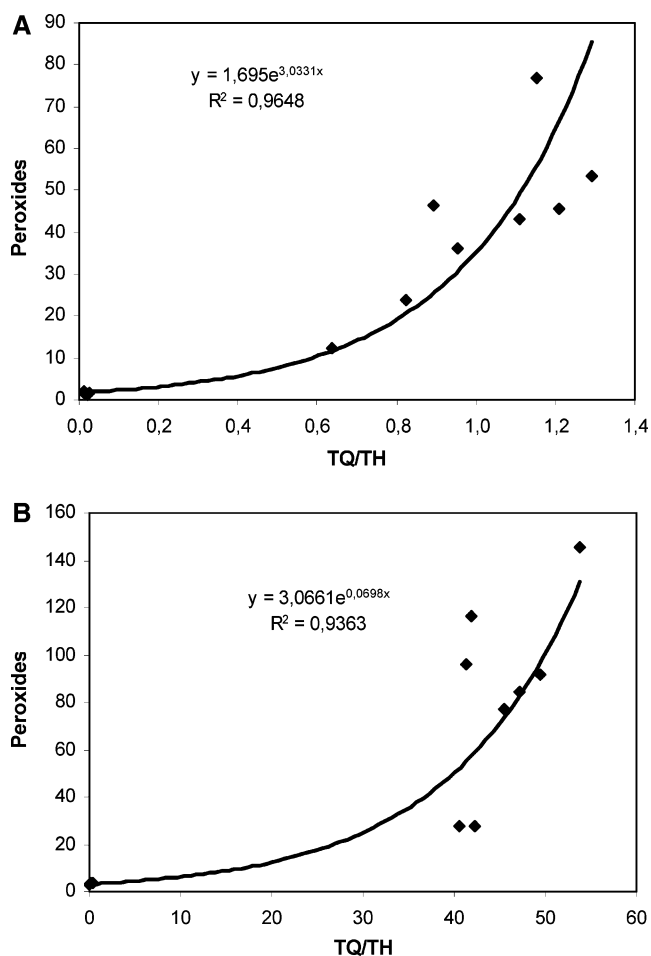 A
90
80
70
60
50
40
30
20
10
0
Peroxides
y = 1,695e^3,0331x
R² = 0,9648
0,0 0,2 0,4 0,6 0,8 1,0 1,2 1,4
TQ/TH
B
160
140
120
100
80
60
40
20
0
Peroxides
y = 3,0661e^0,0698x
R² = 0,9363
0 10 20 30 40 50 60
TQ/TH